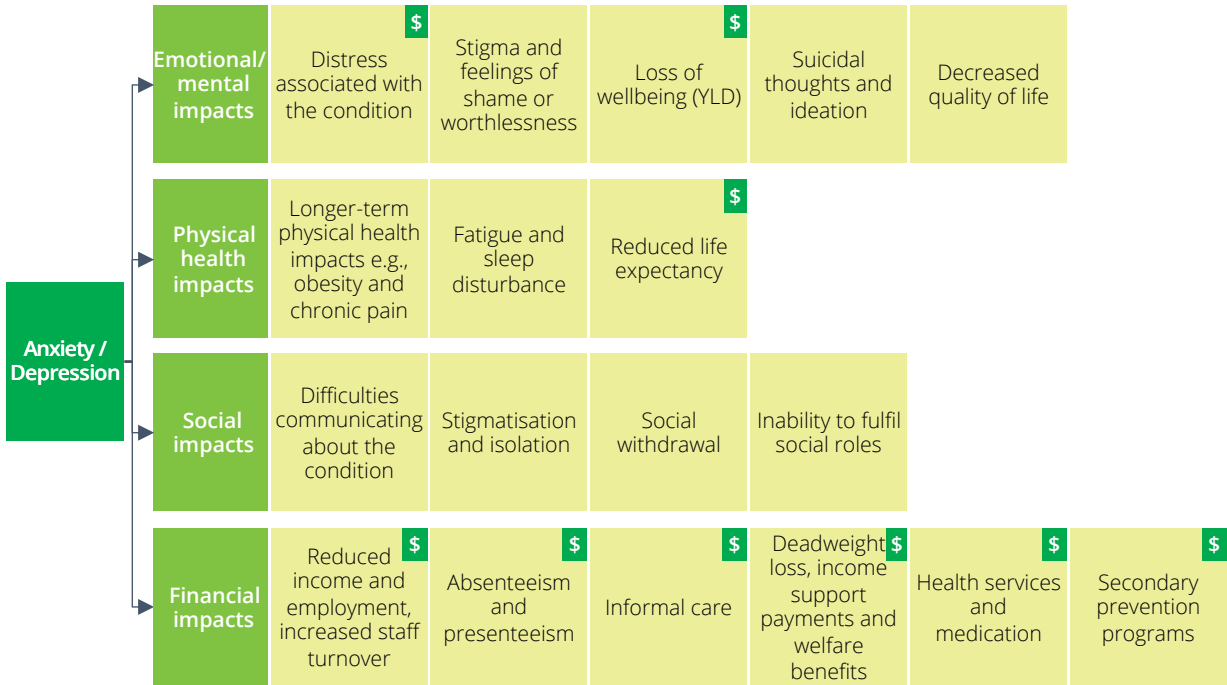 Anxiety /
Depression
Emotional/
mental
impacts
$
Distress
associated with
the condition
Stigma and
feelings of
shame or
worthlessness
$
Loss of
wellbeing (YLD)
Suicidal
thoughts and
ideation
Decreased
quality of life
Physical
health
impacts
Longer-term
physical health
impacts e.g.,
obesity and
chronic pain
Fatigue and
sleep
disturbance
$
Reduced life
expectancy
Social
impacts
Difficulties
communicating
about the
condition
Stigmatisation
and isolation
Social
withdrawal
Inability to fulfil
social roles
Financial
impacts
$
Reduced
income and
employment,
increased staff
turnover
$
Absenteeism
and
presenteeism
$
Informal care
$
Deadweight
loss, income
support
payments and
welfare
benefits
$
Health services
and
medication
$
Secondary
prevention
programs